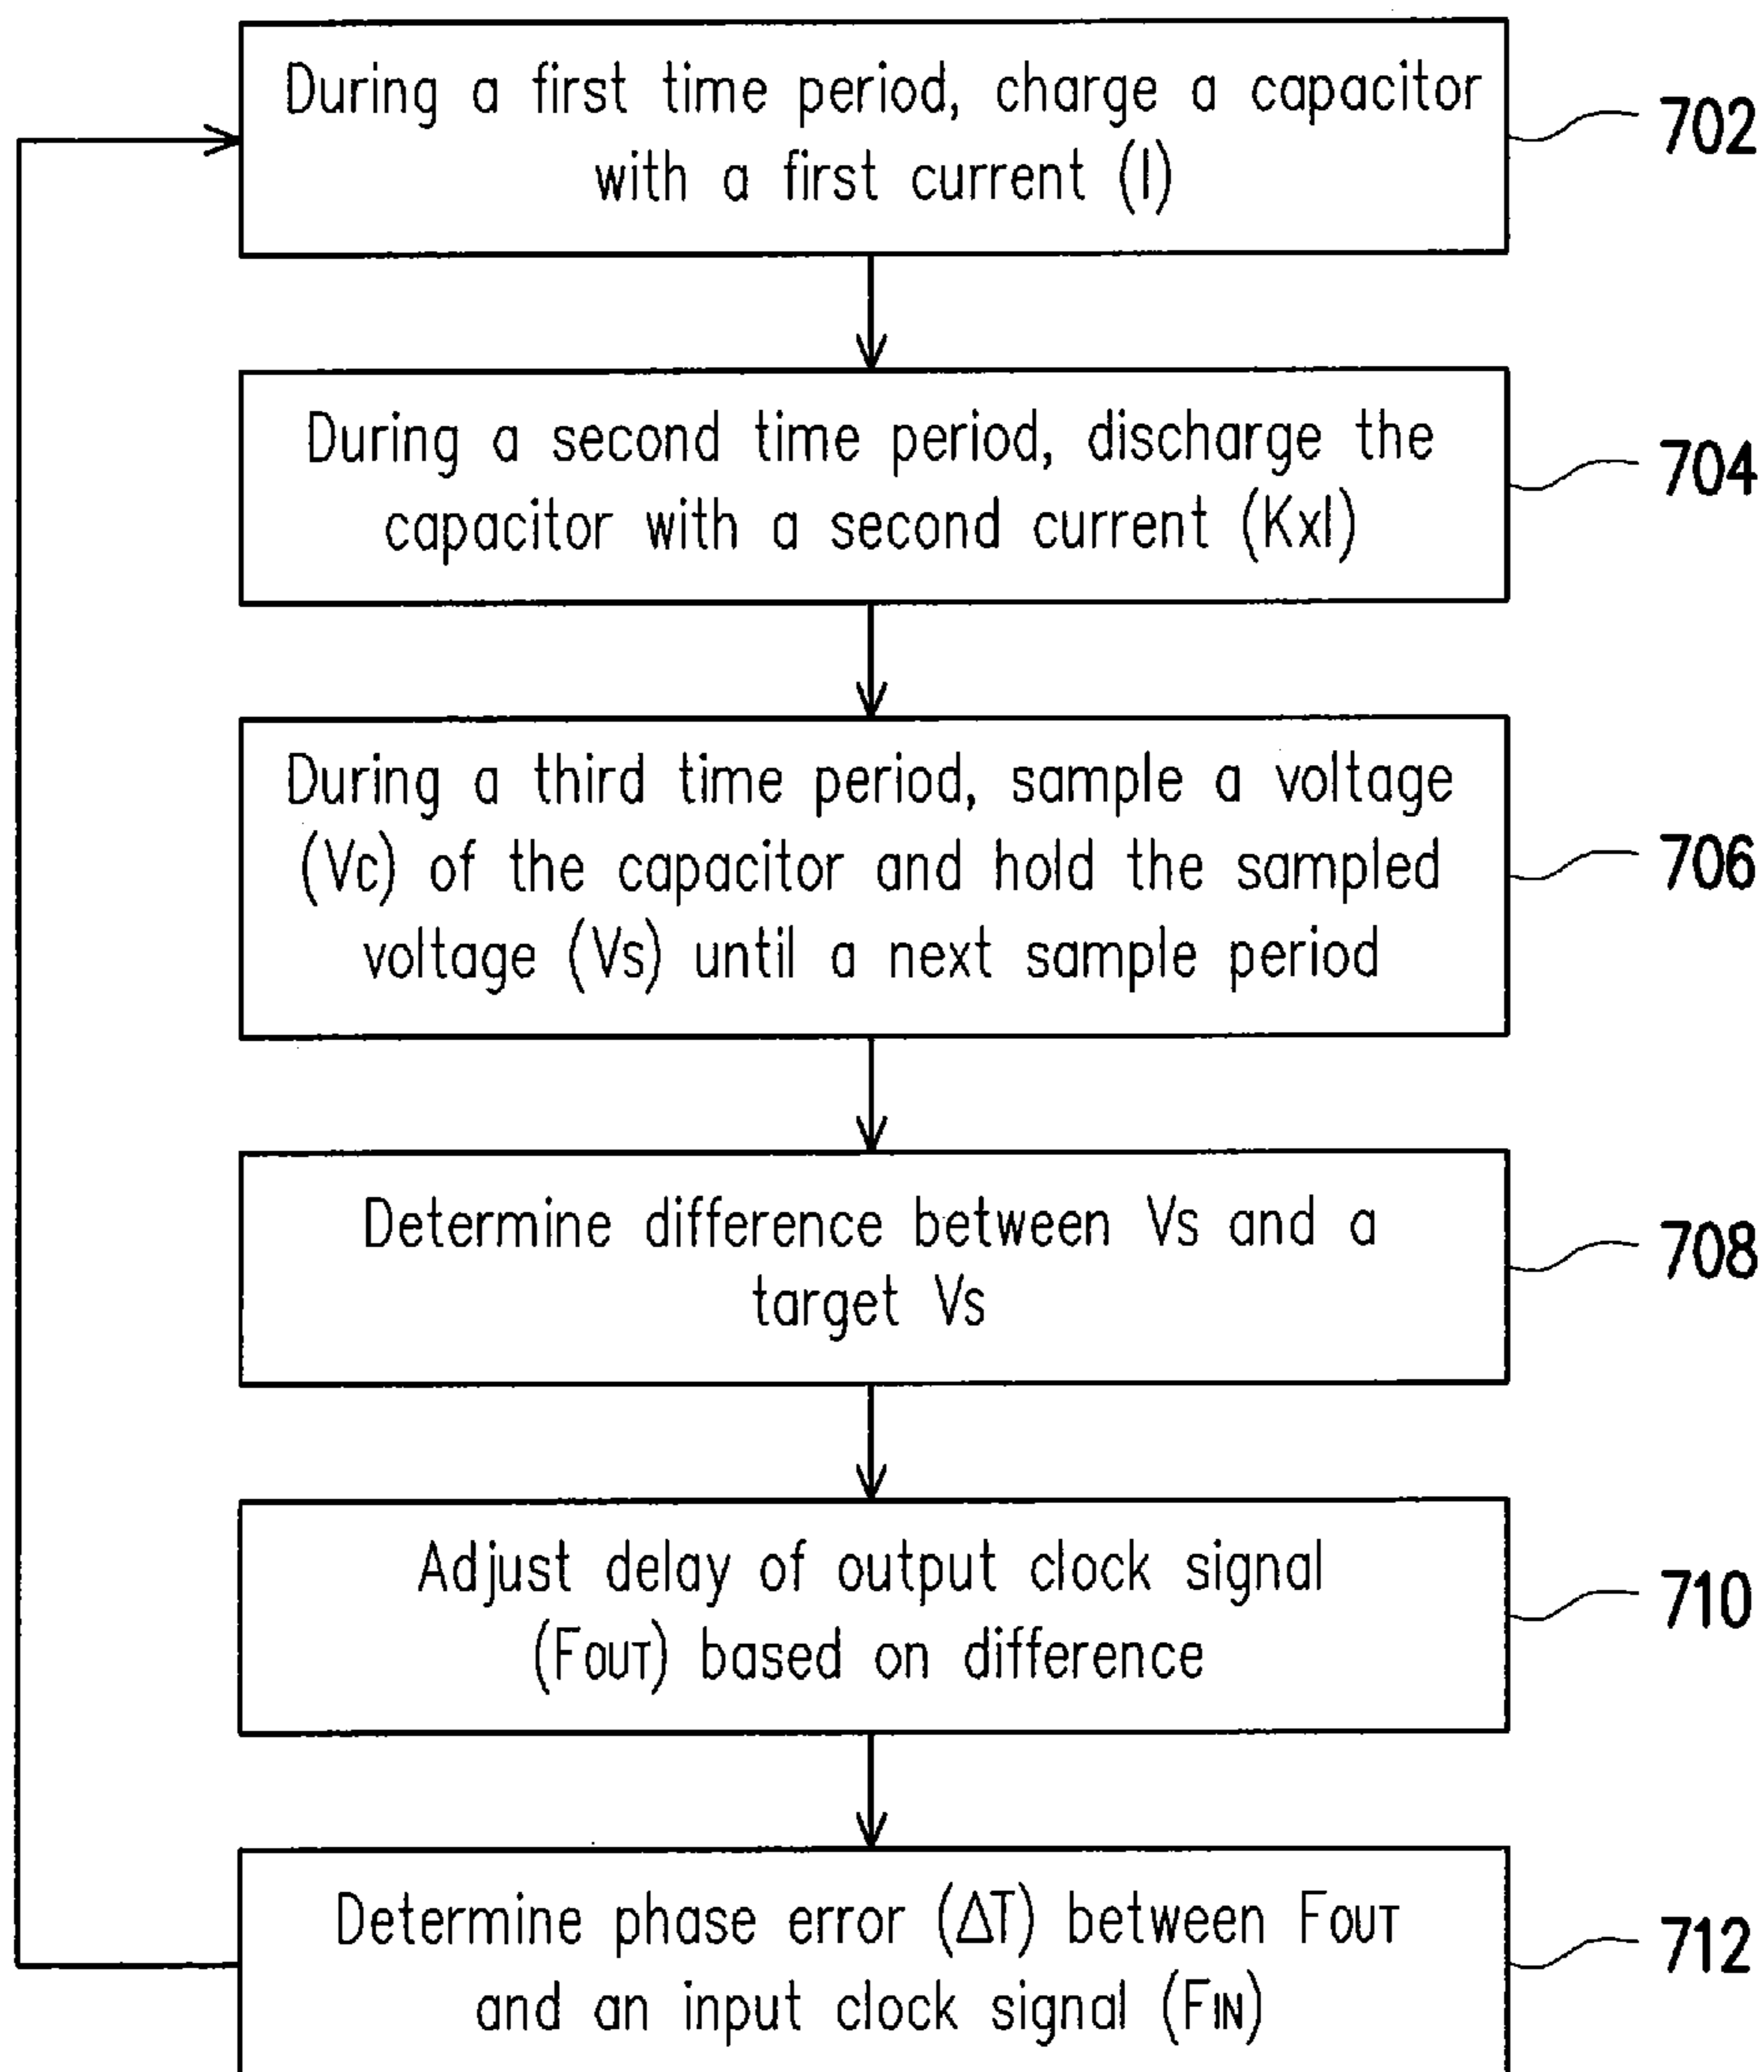 During a first time period, charge a capacitor
with a first current (I)
702
During a second time period, discharge the
capacitor with a second current (KxI)
704
During a third time period, sample a voltage
(Vc) of the capacitor and hold the sampled
voltage (Vs) until a next sample period
706
Determine difference between Vs and a
target Vs
708
Adjust delay of output clock signal
(FOUT) based on difference
710
Determine phase error (ΔT) between FOUT
and an input clock signal (FIN)
712